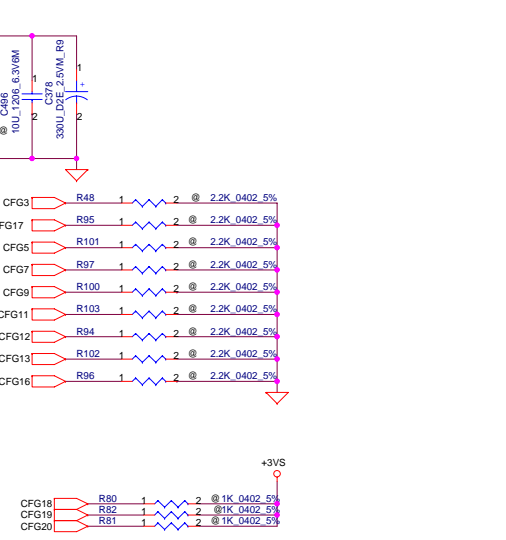 C496
10U_1206_6.3V6M
@
1
2
C378
330U_D2E_2.5VM_R9
1
+
2
CFG3 R48 1 2 @ 2.2K_0402_5%
FG17 R95 1 2 @ 2.2K_0402_5%
CFG5 R101 1 2 @ 2.2K_0402_5%
CFG7 R97 1 2 @ 2.2K_0402_5%
CFG9 R100 1 2 @ 2.2K_0402_5%
CFG11 R103 1 2 @ 2.2K_0402_5%
CFG12 R94 1 2 @ 2.2K_0402_5%
CFG13 R102 1 2 @ 2.2K_0402_5%
CFG16 R96 1 2 @ 2.2K_0402_5%
+3VS
CFG18 R80 1 2 @ 1K_0402_5%
CFG19 R82 1 2 @1K_0402_5%
CFG20 R81 1 2 @ 1K_0402_5%